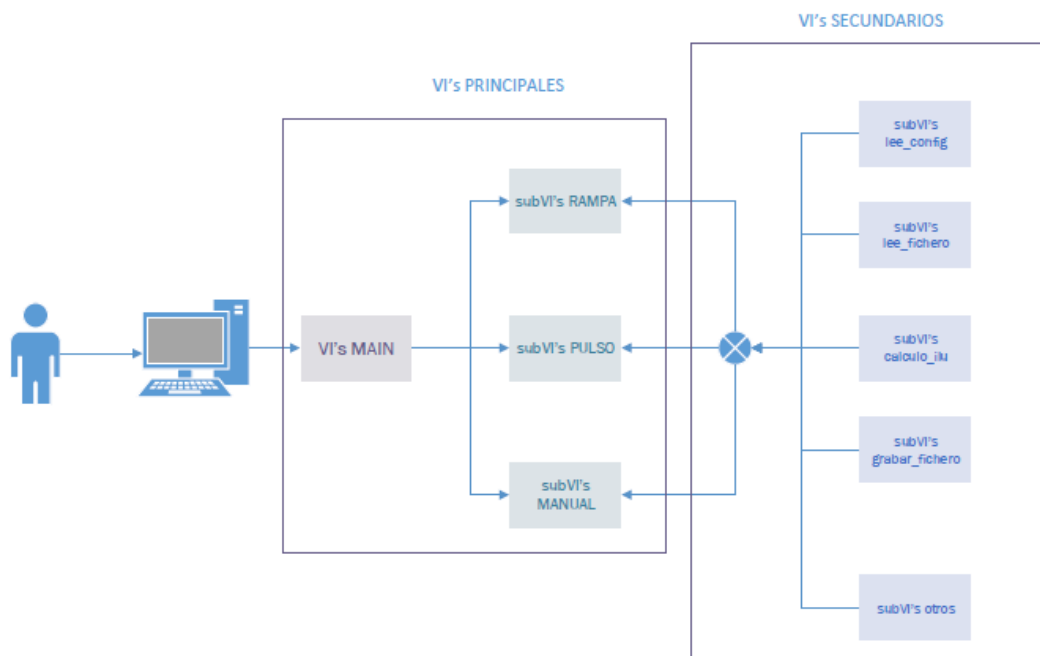 VI's SECUNDARIOS
VI's PRINCIPALES
subVI's
lee_config
subVI's RAMPA
subVI's
lee_fichero
VI's MAIN
subVI's PULSO
subVI's
calculo_ilu
subVI's
grabar_fichero
subVI's
MANUAL
subVI's otros